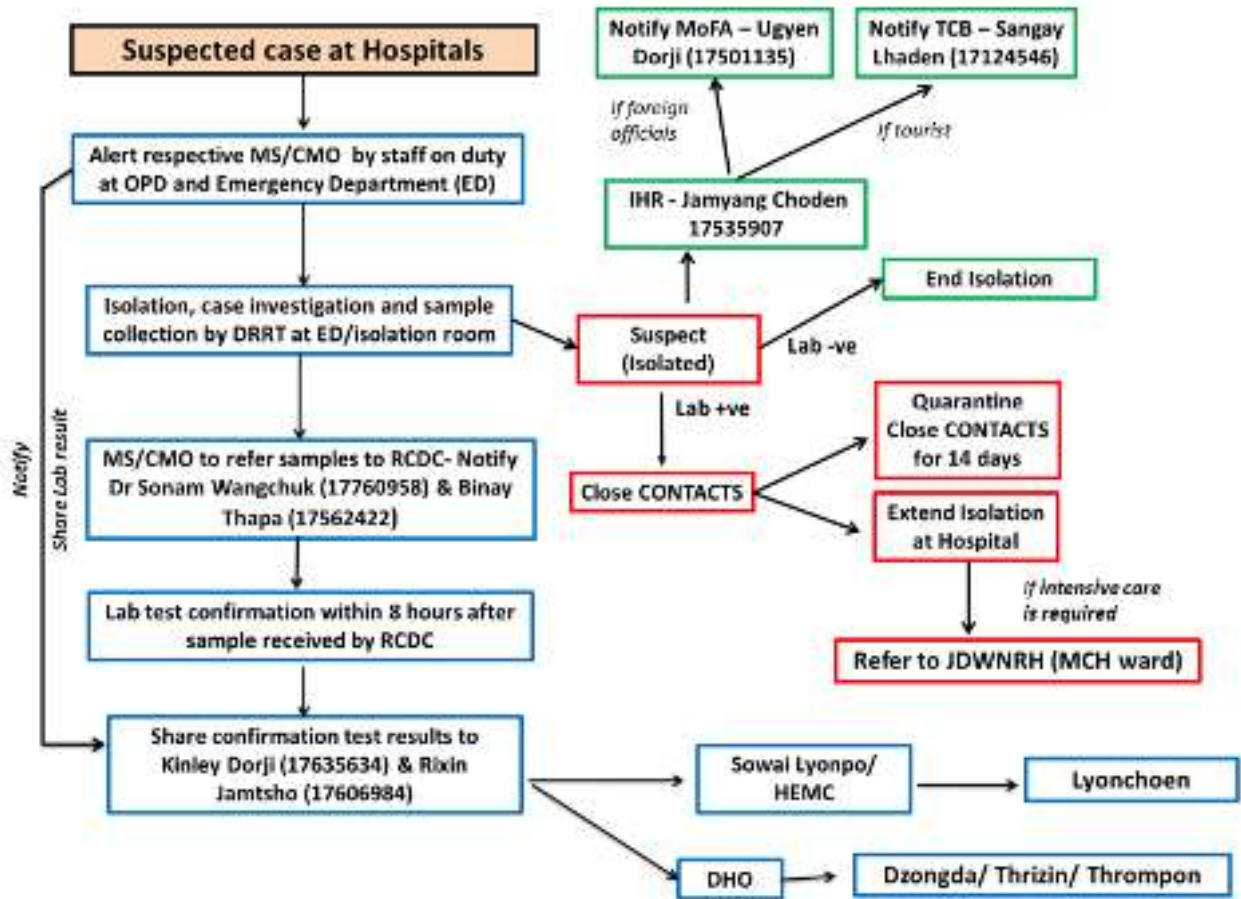 Suspected case at Hospitals
Alert respective MS/CMO by staff on duty
at OPD and Emergency Department (ED)
Isolation, case investigation and sample
collection by DRRT at ED/isolation room
MS/CMO to refer samples to RCDC- Notify
Dr Sonam Wangchuk (17760958) & Binay
Thapa (17562422)
Lab test confirmation within 8 hours after
sample received by RCDC
Share confirmation test results to
Kinley Dorji (17635634) & Rixin
Jamtsho (17606984)
Notify
Share Lab result
Notify MoFA – Ugyen
Dorji (17501135)
Notify TCB – Sangay
Lhaden (17124546)
If foreign
officials
If tourist
IHR - Jamyang Choden
17535907
End Isolation
Suspect
(Isolated)
Lab -ve
Lab +ve
Quarantine
Close CONTACTS
for 14 days
Close CONTACTS
Extend Isolation
at Hospital
If intensive care
is required
Refer to JDWNRH (MCH ward)
Sowai Lyonpo/
HEMC
Lyonchoen
DHO
Dzongda/ Thrizin/ Thrompon